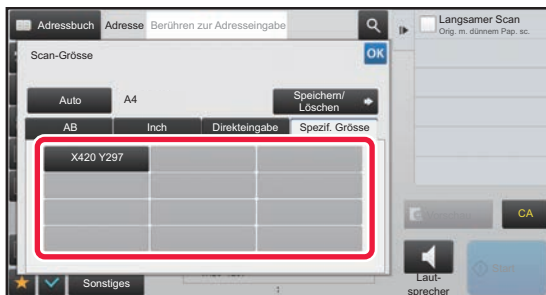 Adressbuch
Adresse
Berühren zur Adresseingabe
Langsamer Scan
Orig. m. dünnem Pap. sc.
Scan-Grösse
OK
Auto
A4
Speichern/
Löschen
AB
Inch
Direkteingabe
Spezif. Grösse
X420 Y297
CA
Sonstiges
1
Start
Laut-
sprecher